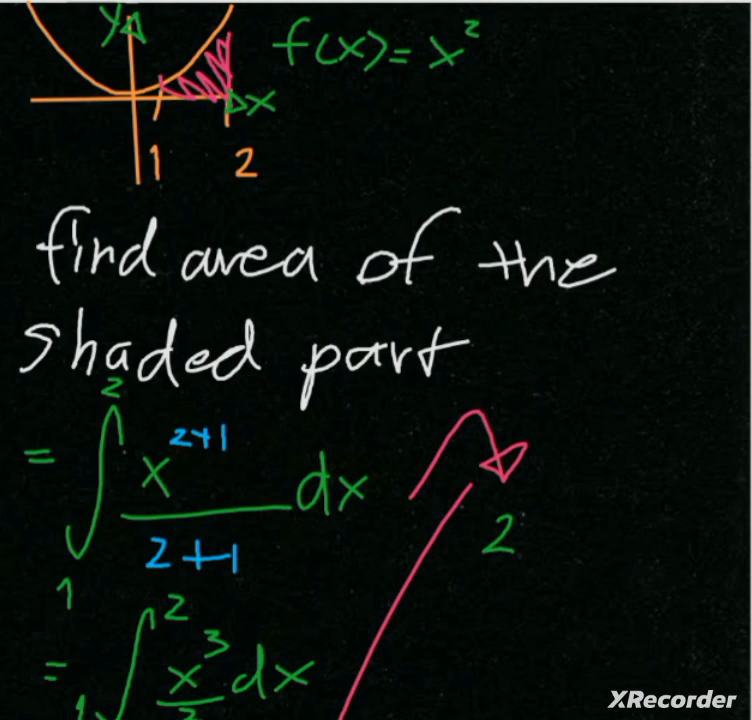 y
f(x)= x²
x
1 2
find area of the
shaded part
2
= ∫ x²⁺¹ dx
2+1
2
1
2
= ∫ x³ dx
3
1
XRecorder